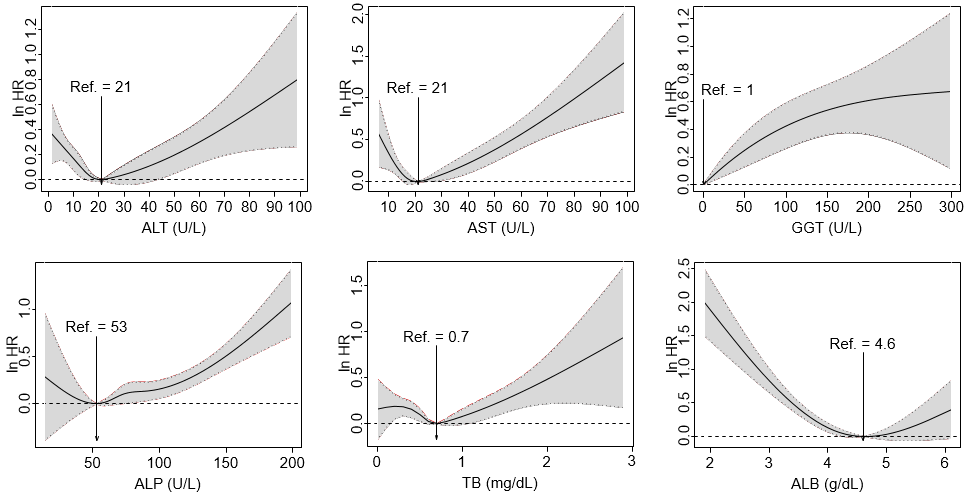 ln HR
0.0 0.2 0.4 0.6 0.8 1.0 1.2
Ref. = 21
0 10 20 30 40 50 60 70 80 90 100
ALT (U/L)
ln HR
0.0 0.5 1.0 1.5 2.0
Ref. = 21
10 20 30 40 50 60 70 80 90 100
AST (U/L)
ln HR
0.0 0.2 0.4 0.6 0.8 1.0 1.2
Ref. = 1
0 50 100 150 200 250 300
GGT (U/L)
ln HR
0.0 0.5 1.0
Ref. = 53
50 100 150 200
ALP (U/L)
ln HR
0.0 0.5 1.0 1.5
Ref. = 0.7
0 1 2 3
TB (mg/dL)
ln HR
0.0 0.5 1.0 1.5 2.0 2.5
Ref. = 4.6
2 3 4 5 6
ALB (g/dL)